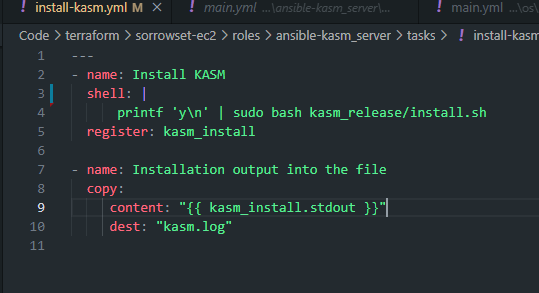 install-kasm.yml M
main.yml ...\ansible-kasm_server\...
main.yml ...\os\
Code > terraform > sorrowset-ec2 > roles > ansible-kasm_server > tasks > install-kasm
1 ---
2 - name: Install KASM
3 shell: |
4 printf 'y\n' | sudo bash kasm_release/install.sh
5 register: kasm_install
6
7 - name: Installation output into the file
8 copy:
9 content: "{{ kasm_install.stdout }}"
10 dest: "kasm.log"
11